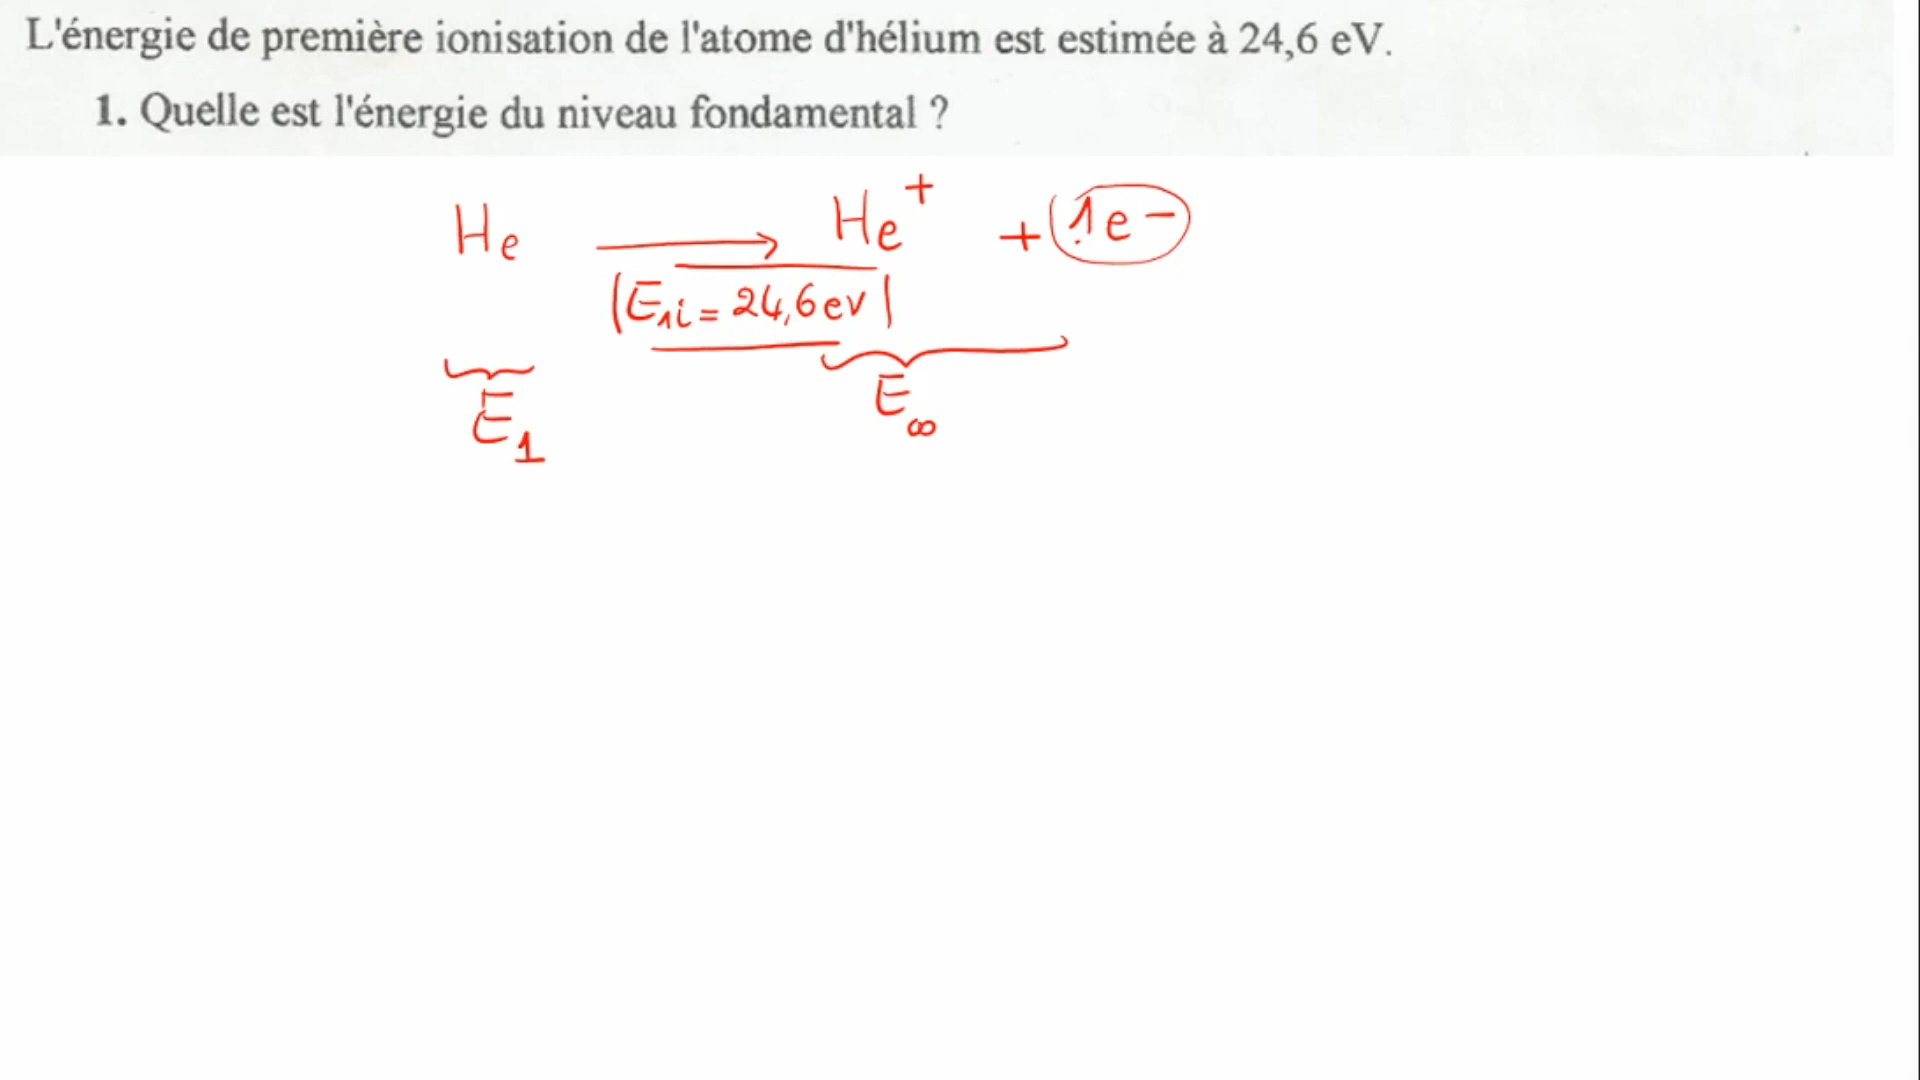 L'énergie de première ionisation de l'atome d'hélium est estimée à 24,6 eV.
1. Quelle est l'énergie du niveau fondamental ?
He ⟶ He⁺ + 1e⁻
E₁i = 24,6 ev
E₁ E∞